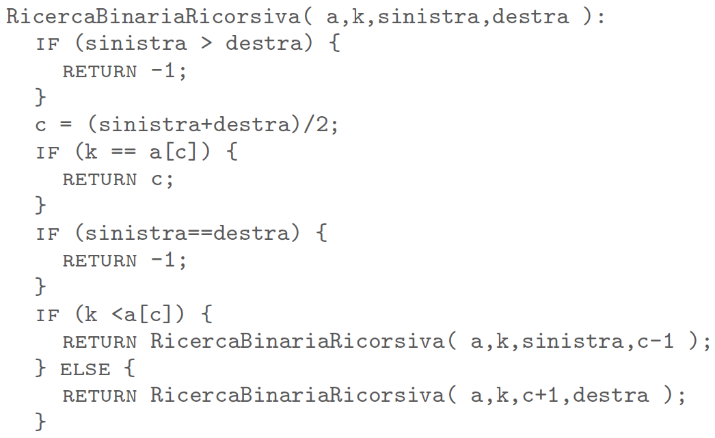 RicercaBinariaRicorsiva( a,k,sinistra,destra ):
IF (sinistra > destra) {
RETURN -1;
}
c = (sinistra+destra)/2;
IF (k == a[c]) {
RETURN c;
}
IF (sinistra==destra) {
RETURN -1;
}
IF (k <a[c]) {
RETURN RicercaBinariaRicorsiva( a,k,sinistra,c-1 );
} ELSE {
RETURN RicercaBinariaRicorsiva( a,k,c+1,destra );
}